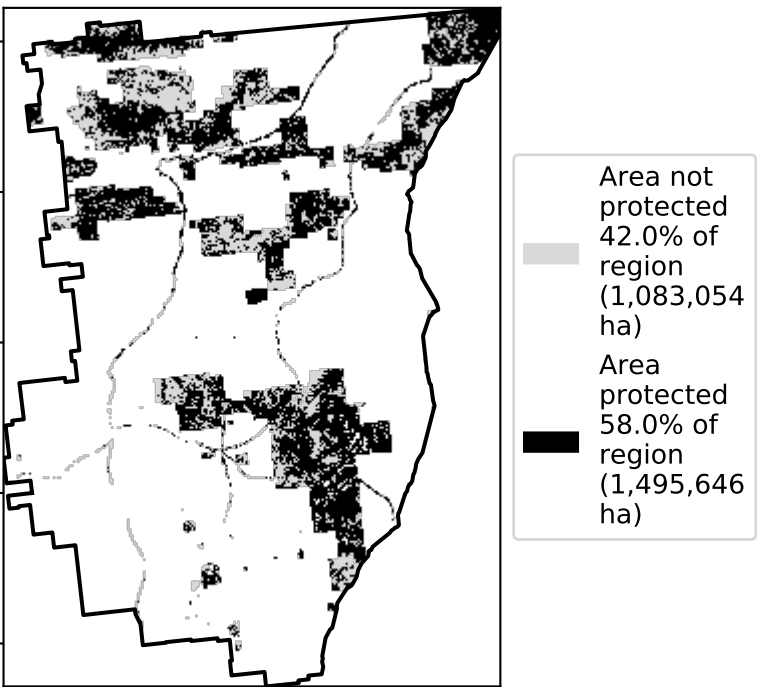 Area not
protected
42.0% of
region
(1,083,054
ha)
Area
protected
58.0% of
region
(1,495,646
ha)